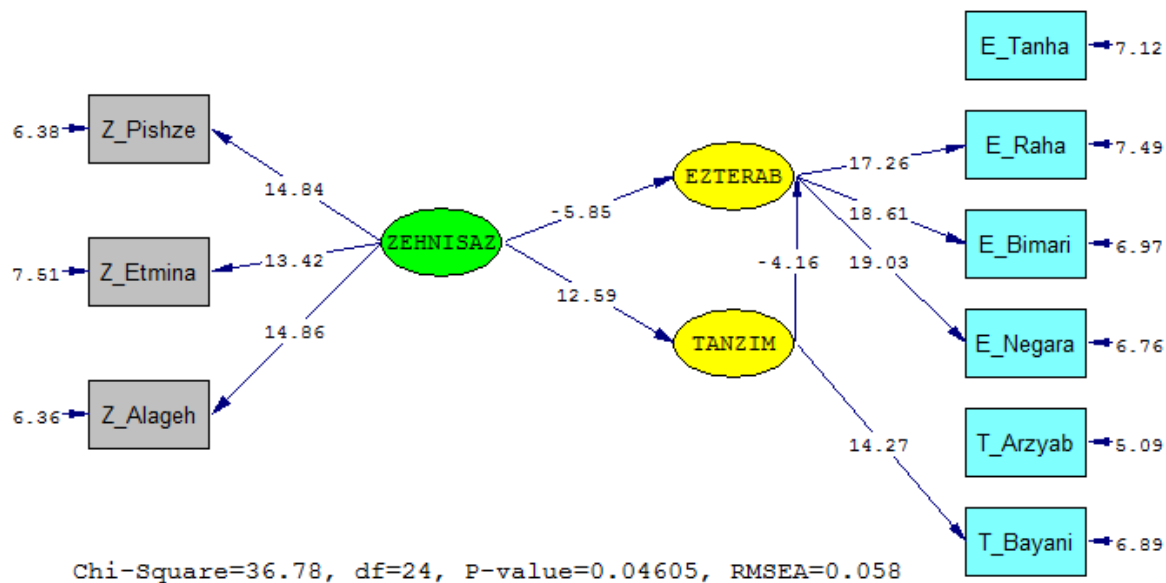 E_Tanha
7.12
Z_Pishze
6.38
E_Raha
7.49
17.26
EZTERAB
14.84
-5.85
18.61
E_Bimari
6.97
ZEHNISAZ
Z_Etmina
7.51
13.42
-4.16
19.03
12.59
14.86
TANZIM
E_Negara
6.76
Z_Alageh
6.36
14.27
T_Arzyab
5.09
T_Bayani
6.89
Chi-Square=36.78, df=24, P-value=0.04605, RMSEA=0.058